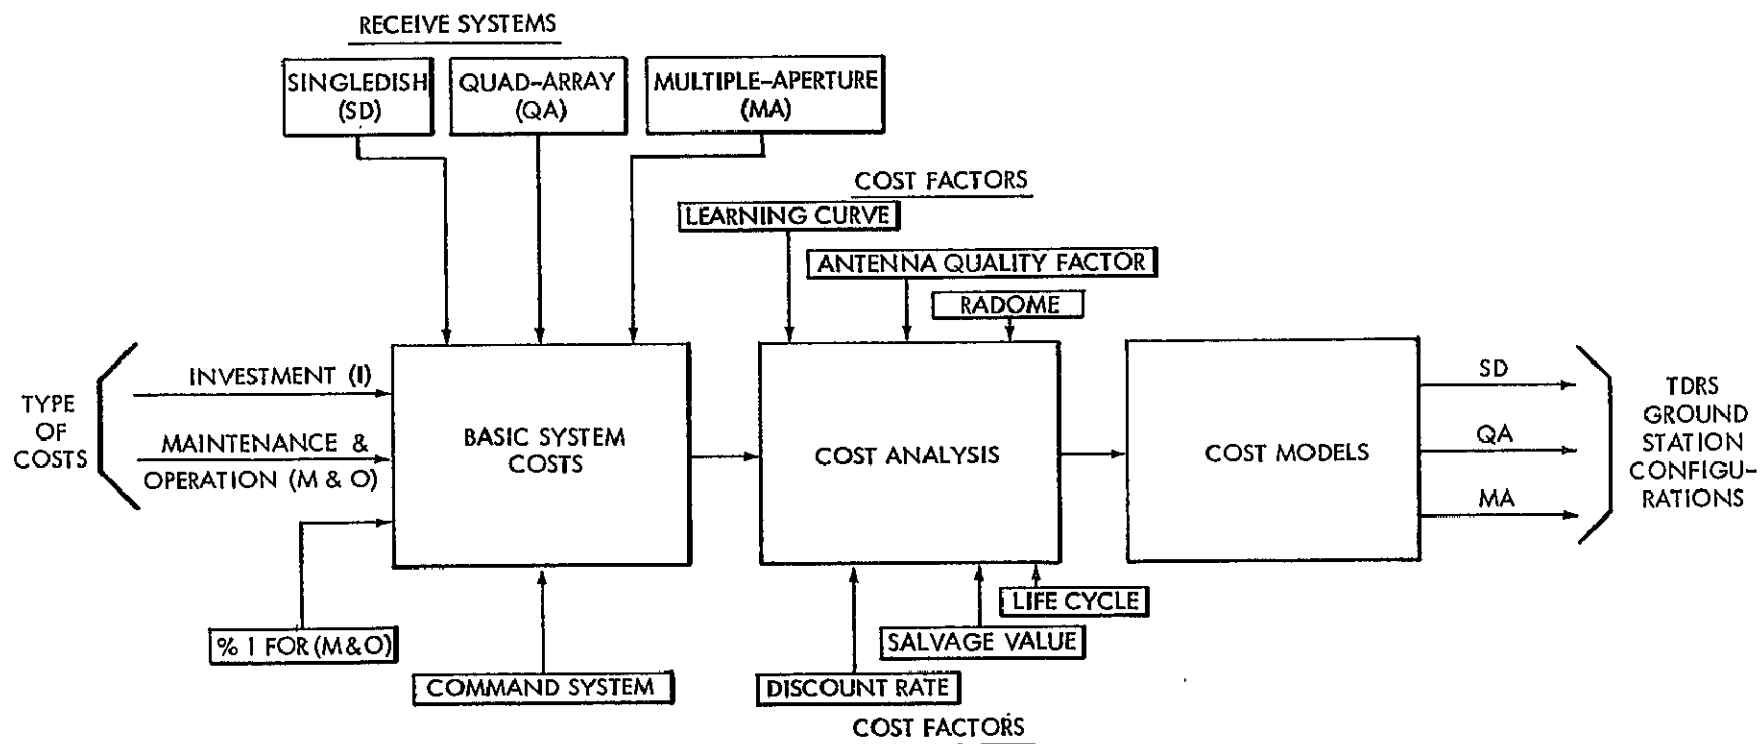 RECEIVE SYSTEMS
SINGLEDISH
(SD)
QUAD-ARRAY
(QA)
MULTIPLE-APERTURE
(MA)
COST FACTORS
LEARNING CURVE
ANTENNA QUALITY FACTOR
RADOME
TYPE
OF
COSTS
INVESTMENT (I)
MAINTENANCE &
OPERATION (M & O)
BASIC SYSTEM
COSTS
COST ANALYSIS
COST MODELS
SD
QA
MA
TDRS
GROUND
STATION
CONFIGU-
RATIONS
% I FOR (M&O)
COMMAND SYSTEM
LIFE CYCLE
SALVAGE VALUE
DISCOUNT RATE
COST FACTORS